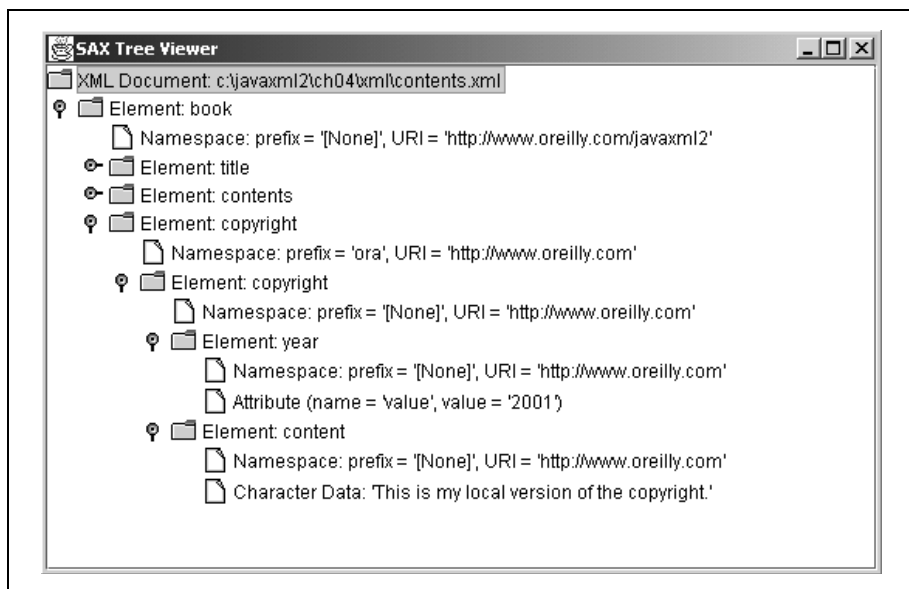 SAX Tree Viewer
XML Document: c:\javaxml2\ch04\xml\contents.xml
Element: book
Namespace: prefix = '[None]', URI = 'http://www.oreilly.com/javaxml2'
Element: title
Element: contents
Element: copyright
Namespace: prefix = 'ora', URI = 'http://www.oreilly.com'
Element: copyright
Namespace: prefix = '[None]', URI = 'http://www.oreilly.com'
Element: year
Namespace: prefix = '[None]', URI = 'http://www.oreilly.com'
Attribute (name = 'value', value = '2001')
Element: content
Namespace: prefix = '[None]', URI = 'http://www.oreilly.com'
Character Data: 'This is my local version of the copyright.'